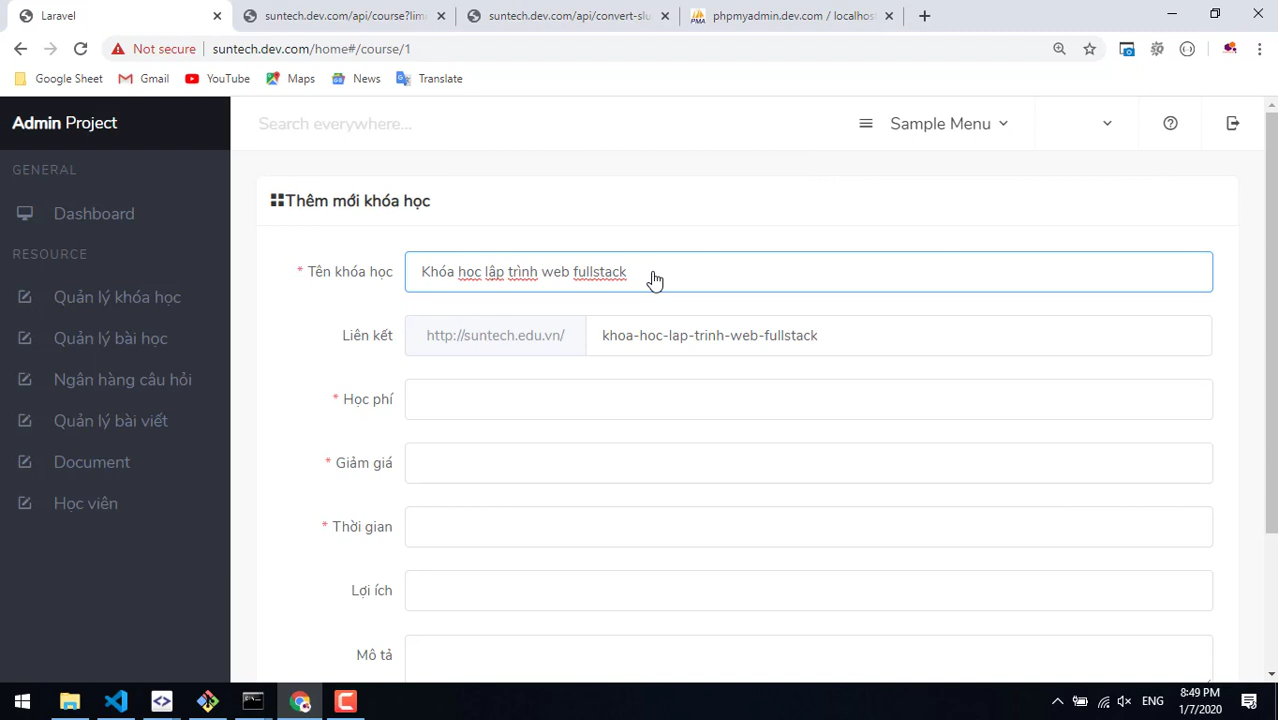 Laravel
suntech.dev.com/api/course?lim
suntech.dev.com/api/convert-slu
phpmyadmin.dev.com / localhost
Not secure
suntech.dev.com/home#/course/1
Google Sheet
Gmail
YouTube
Maps
News
Translate
Admin Project
Search everywhere...
Sample Menu
GENERAL
Dashboard
RESOURCE
Quản lý khóa học
Quản lý bài học
Ngân hàng câu hỏi
Quản lý bài viết
Document
Học viên
Thêm mới khóa học
* Tên khóa học
Khóa học lập trình web fullstack
Liên kết
http://suntech.edu.vn/
khoa-hoc-lap-trinh-web-fullstack
* Học phí
* Giảm giá
* Thời gian
Lợi ích
Mô tả
ENG
8:49 PM
1/7/2020